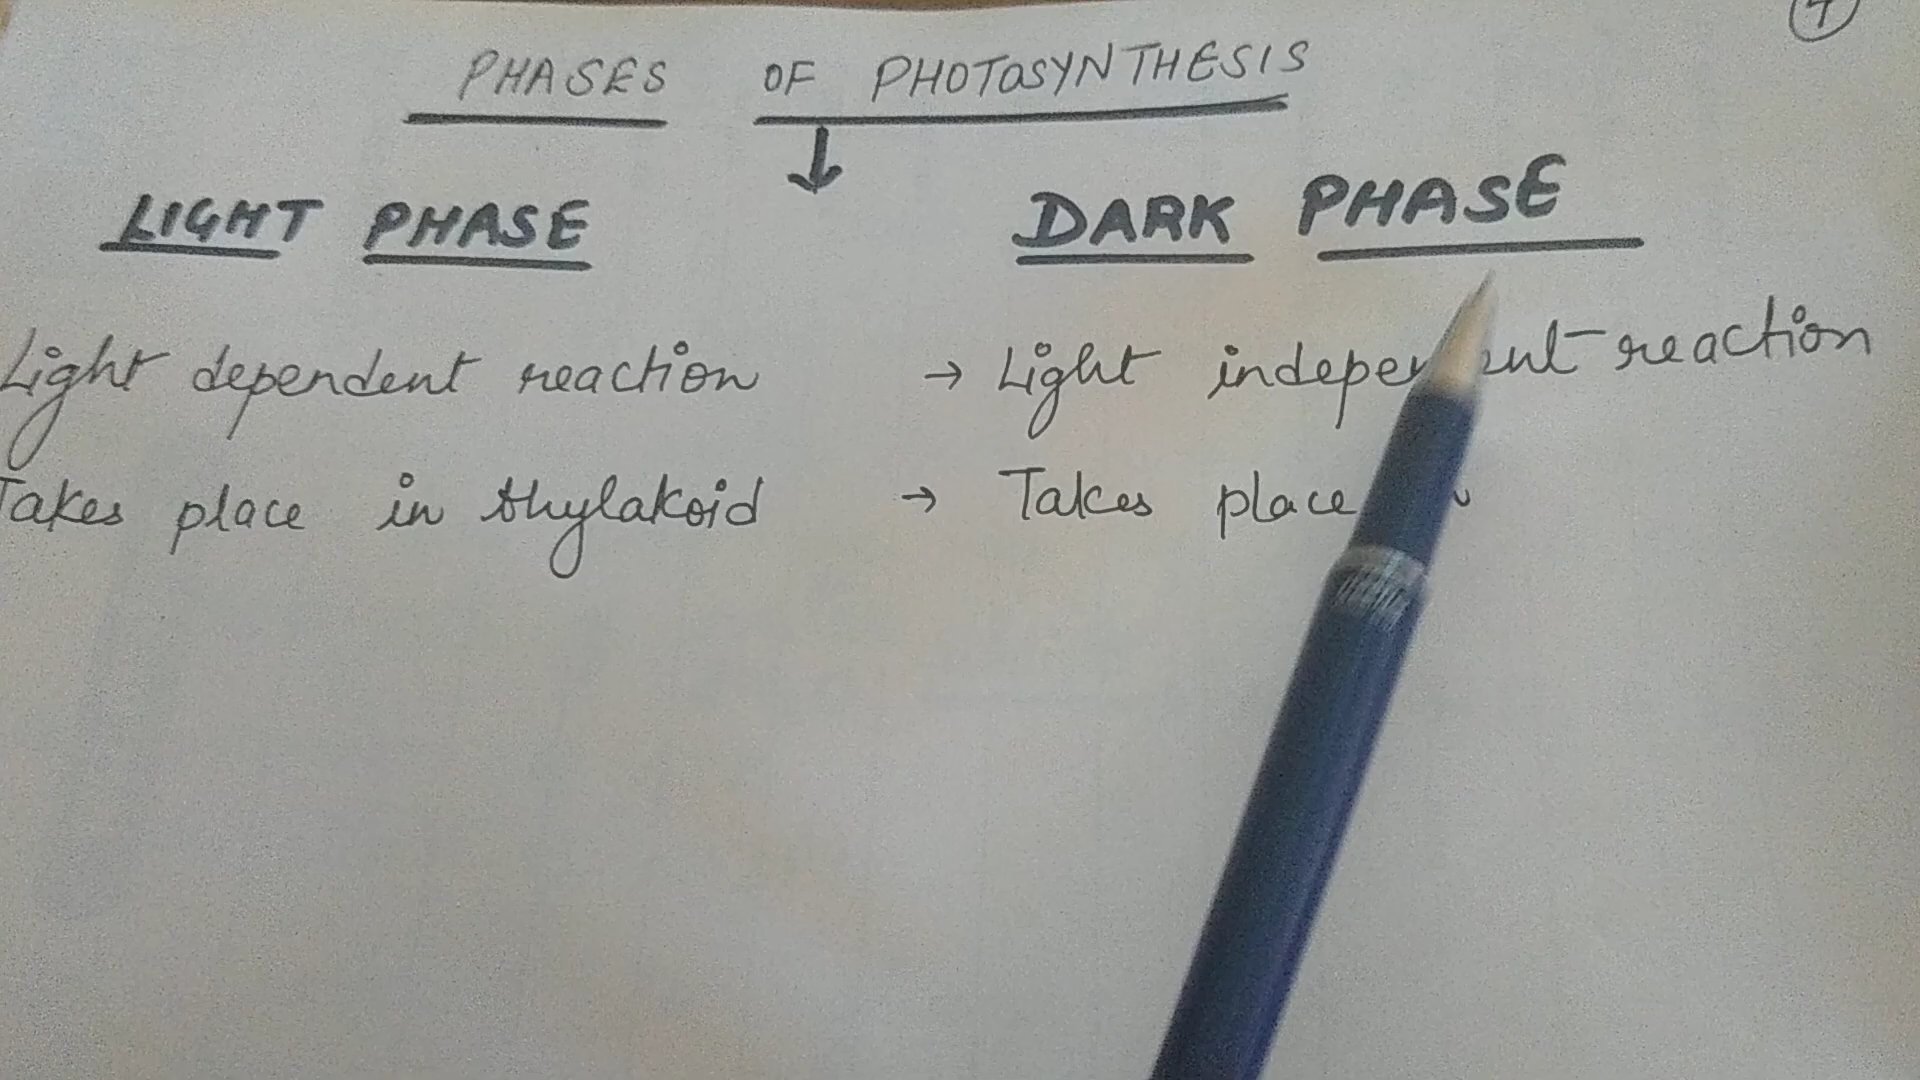 PHASES OF PHOTOSYNTHESIS
LIGHT PHASE
Light dependent reaction
Takes place in thylakoid
DARK PHASE
→ Light reaction
→ Takes place